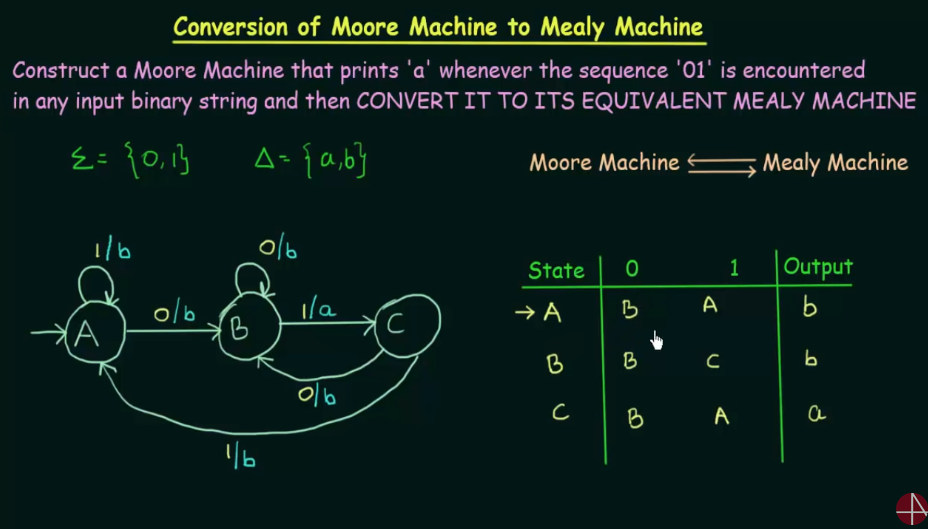 Conversion of Moore Machine to Mealy Machine
Construct a Moore Machine that prints 'a' whenever the sequence '01' is encountered
in any input binary string and then CONVERT IT TO ITS EQUIVALENT MEALY MACHINE
Σ = {0,1} Δ = {a,b}
Moore Machine ⇄ Mealy Machine
1/b 0/b
0/b 1/a
A B C
0/b
1/b
State 0 1 Output
→ A B A b
B B C b
C B A a